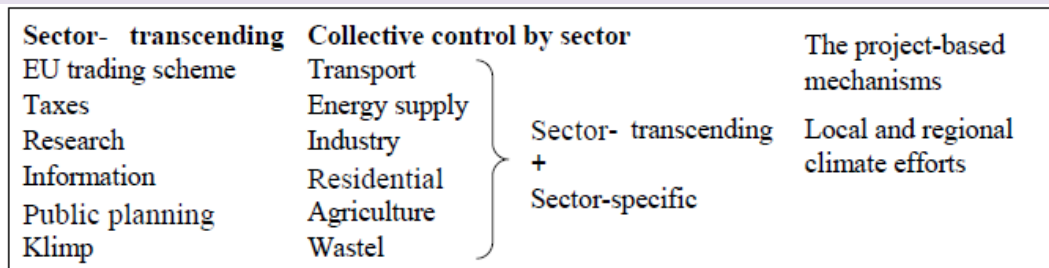 Sector- transcending
EU trading scheme
Taxes
Research
Information
Public planning
Klimp
Collective control by sector
Transport
Energy supply
Industry
Residential
Agriculture
Wastel
Sector- transcending
+
Sector-specific
The project-based
mechanisms
Local and regional
climate efforts